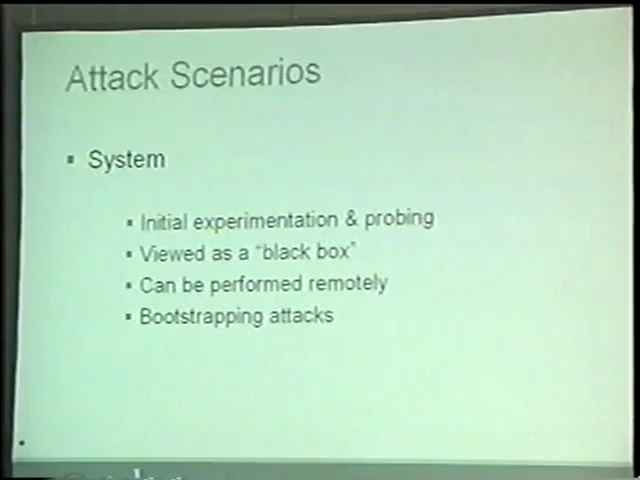 Attack Scenarios
▪ System
▪ Initial experimentation & probing
▪ Viewed as a "black box"
▪ Can be performed remotely
▪ Bootstrapping attacks